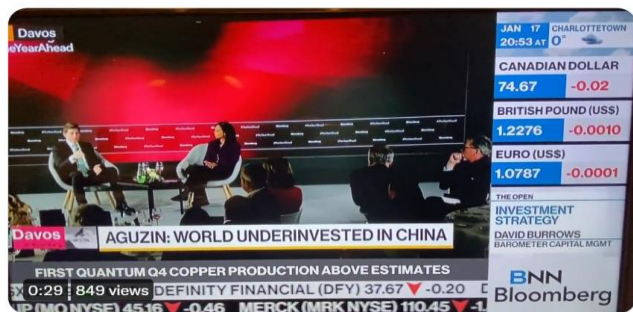 Davos
eYearAhead
JAN 17
20:53 AT
CHARLOTTETOWN
0°
CANADIAN DOLLAR
74.67 -0.02
BRITISH POUND (US$)
1.2276 -0.0010
EURO (US$)
1.0787 -0.0001
THE OPEN
INVESTMENT
STRATEGY
DAVID BURROWS
BAROMETER CAPITAL MGMT
BNN
Bloomberg
Davos
AGUZIN: WORLD UNDERINVESTED IN CHINA
FIRST QUANTUM Q4 COPPER PRODUCTION ABOVE ESTIMATES
0:29 849 views
DEFINITY FINANCIAL (DFY) 37.67 ▼ -0.20 D
(MO NYSE) 45.16 ▼ -0.46 MERCK (MRK NYSE) 110.45 ▼ -1.